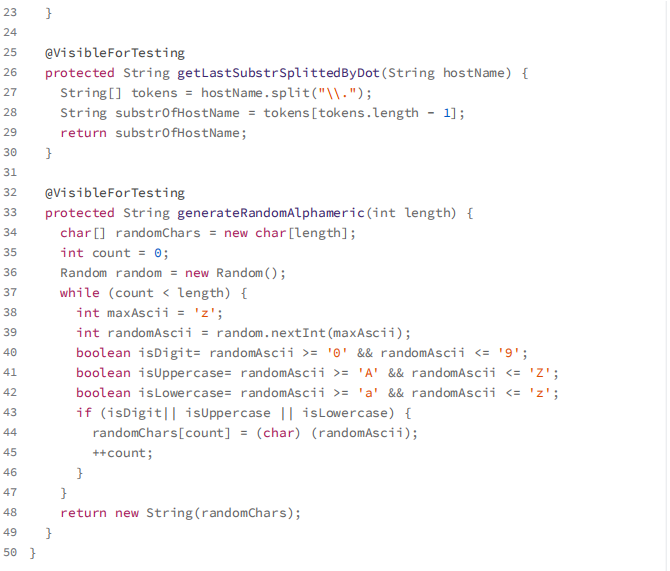 23 }
24
25 @VisibleForTesting
26 protected String getLastSubstrSplittedByDot(String hostName) {
27 String[] tokens = hostName.split("\\.");
28 String substrOfHostName = tokens[tokens.length - 1];
29 return substrOfHostName;
30 }
31
32 @VisibleForTesting
33 protected String generateRandomAlphameric(int length) {
34 char[] randomChars = new char[length];
35 int count = 0;
36 Random random = new Random();
37 while (count < length) {
38 int maxAscii = 'z';
39 int randomAscii = random.nextInt(maxAscii);
40 boolean isDigit= randomAscii >= '0' && randomAscii <= '9';
41 boolean isUppercase= randomAscii >= 'A' && randomAscii <= 'Z';
42 boolean isLowercase= randomAscii >= 'a' && randomAscii <= 'z';
43 if (isDigit|| isUppercase || isLowercase) {
44 randomChars[count] = (char) (randomAscii);
45 ++count;
46 }
47 }
48 return new String(randomChars);
49 }
50 }